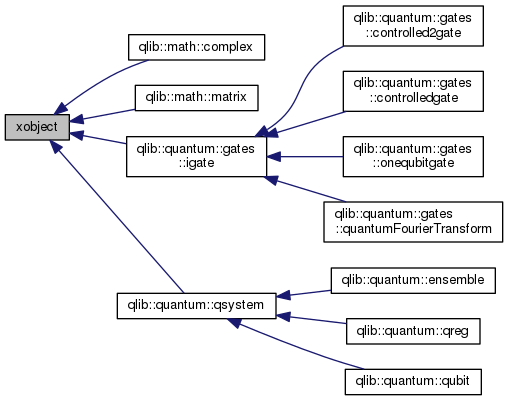 xobject
qlib::math::complex
qlib::math::matrix
qlib::quantum::gates
::igate
qlib::quantum::gates
::controlled2gate
qlib::quantum::gates
::controlledgate
qlib::quantum::gates
::onequbitgate
qlib::quantum::gates
::quantumFourierTransform
qlib::quantum::qsystem
qlib::quantum::ensemble
qlib::quantum::qreg
qlib::quantum::qubit